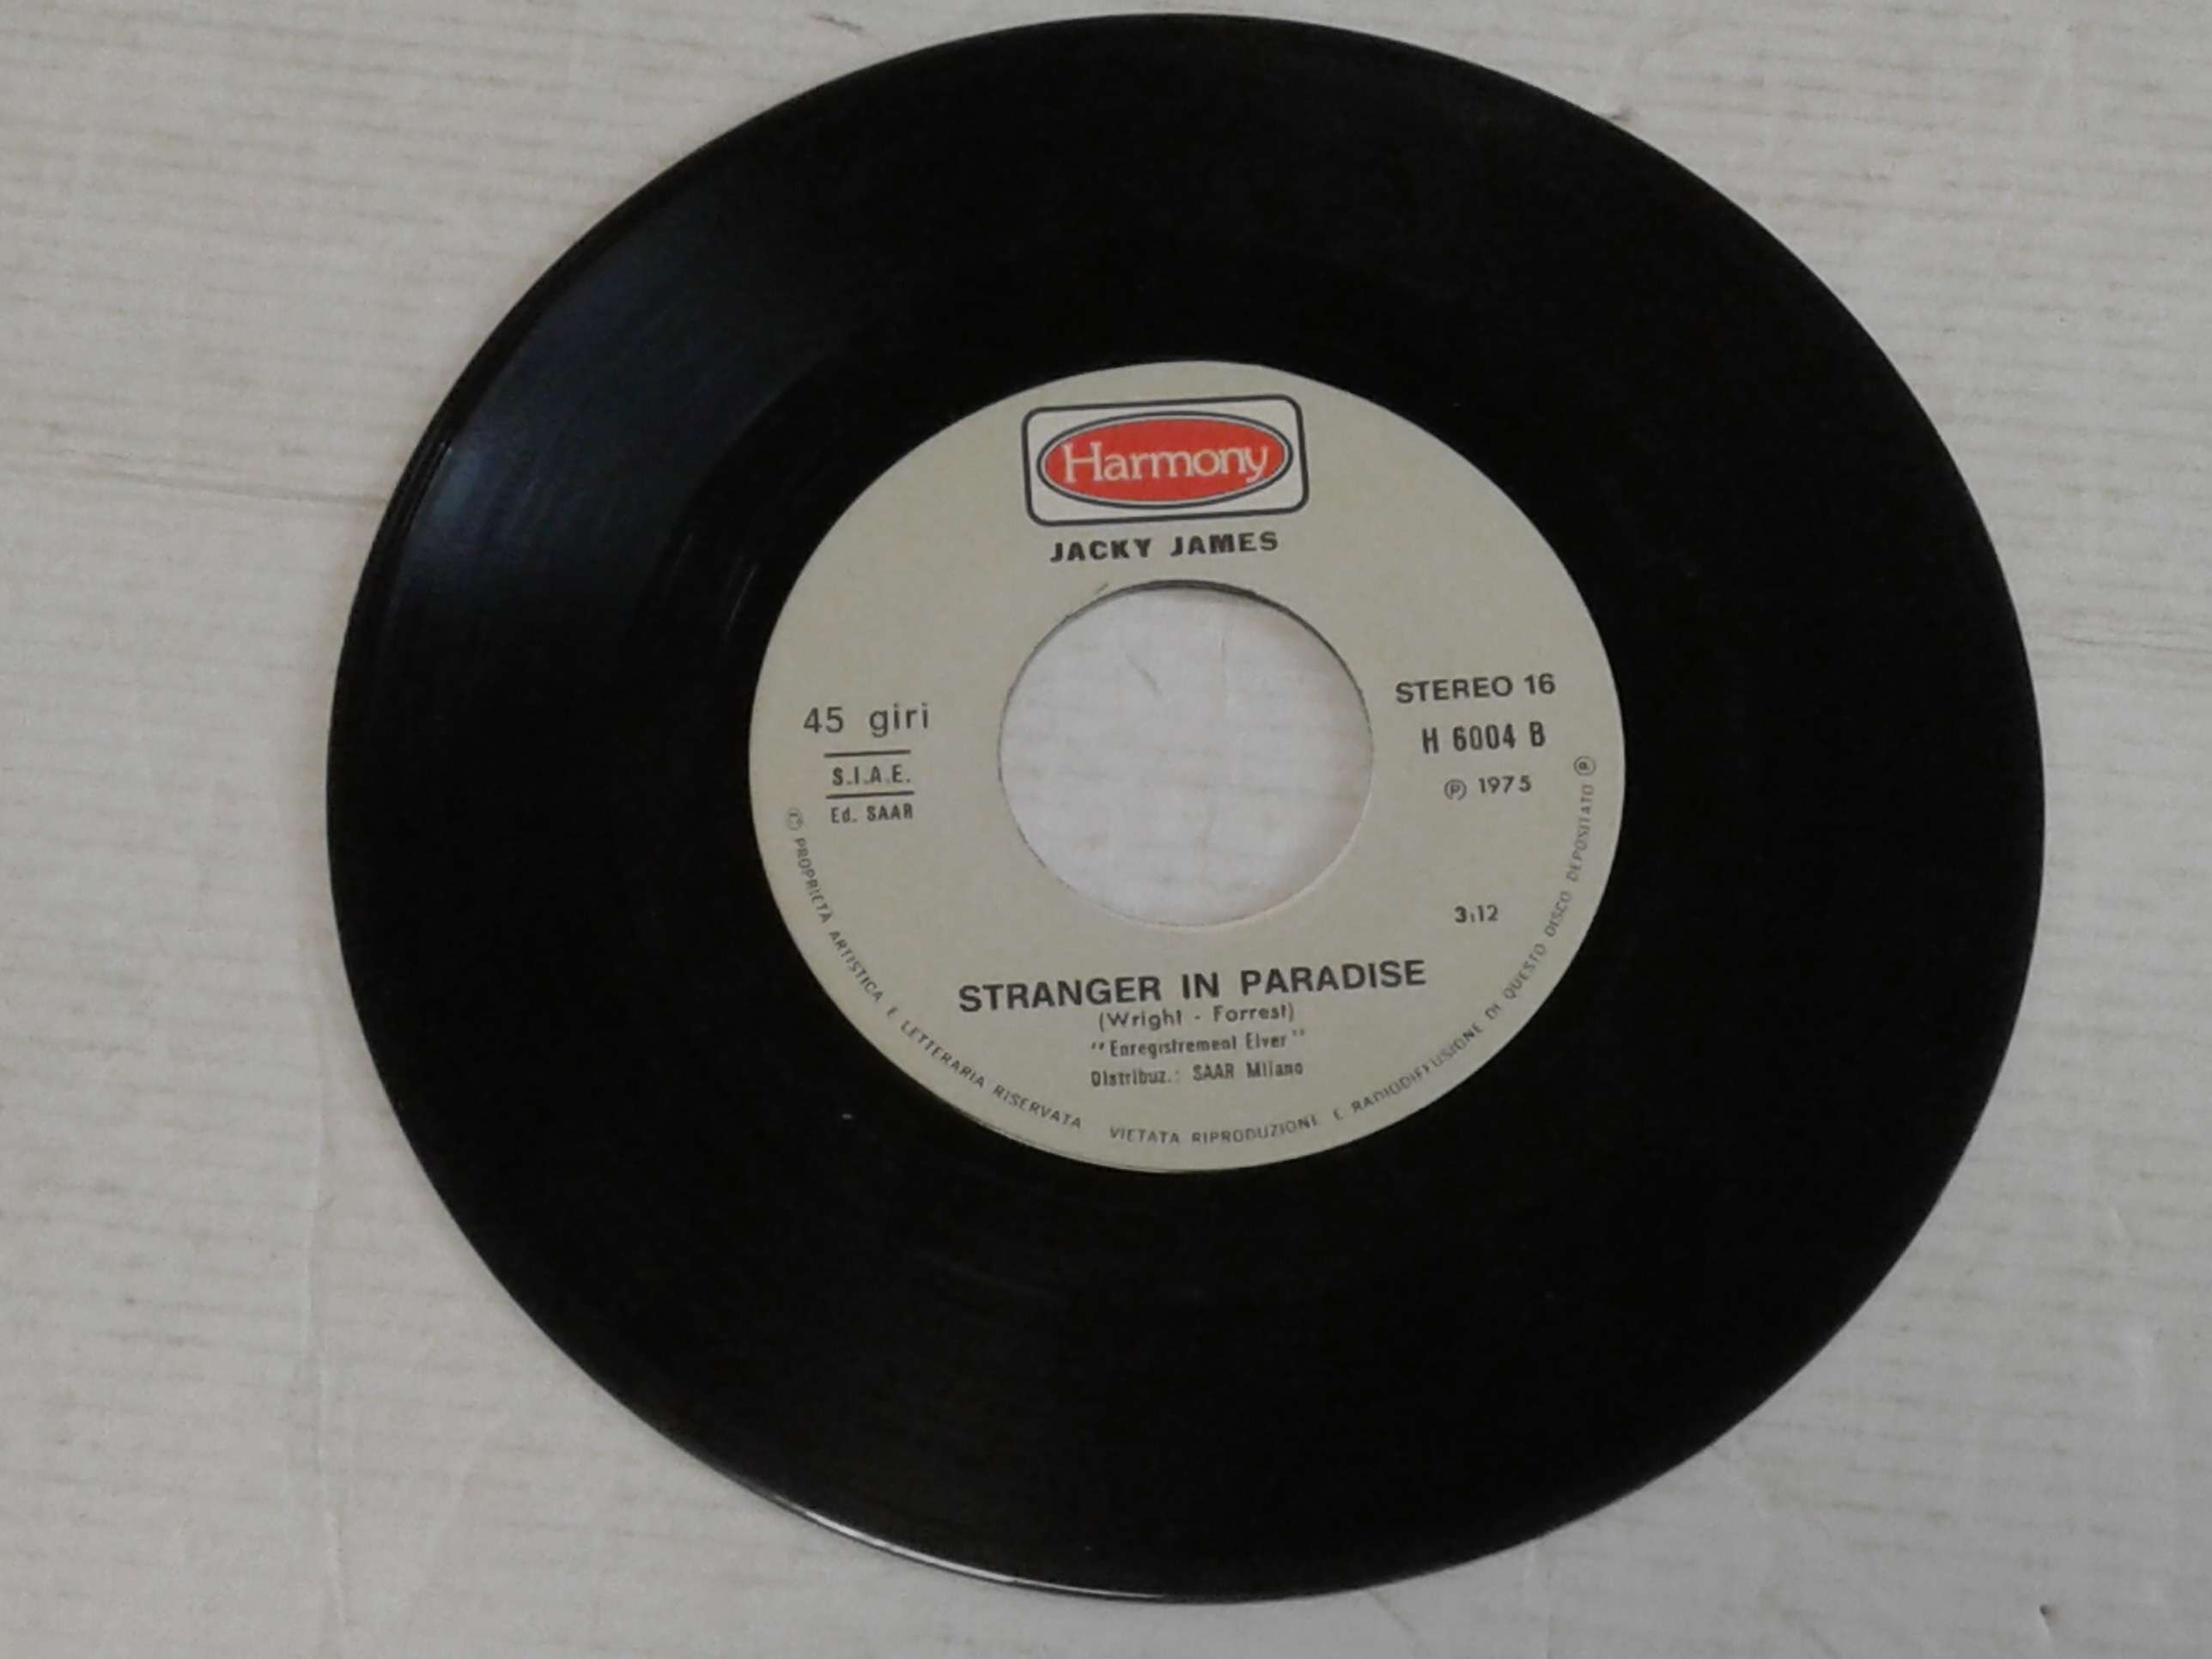 Harmony
JACKY JAMES
45 giri
S.I.A.E.
Ed. SAAR
STEREO 16
H 6004 B
℗ 1975
3:12
STRANGER IN PARADISE
(Wright - Forrest)
"Enregistrement Elver"
Distribuz.: SAAR Milano
PROPRIETÀ ARTISTICA E LETTERARIA RISERVATA VIETATA RIPRODUZIONE E RADIODIFFUSIONE DI QUESTO DISCO DEPOSITATO